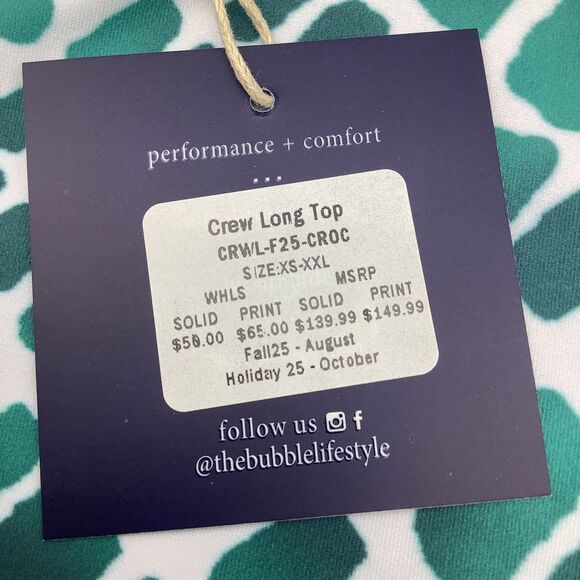 performance + comfort
...
Crew Long Top
CRWL-F25-CROC
SIZE:XS-XXL
WHLS MSRP
SOLID PRINT SOLID PRINT
$50.00 $65.00 $139.99 $149.99
Fall25 - August
Holiday 25 - October
follow us
@thebubblelifestyle